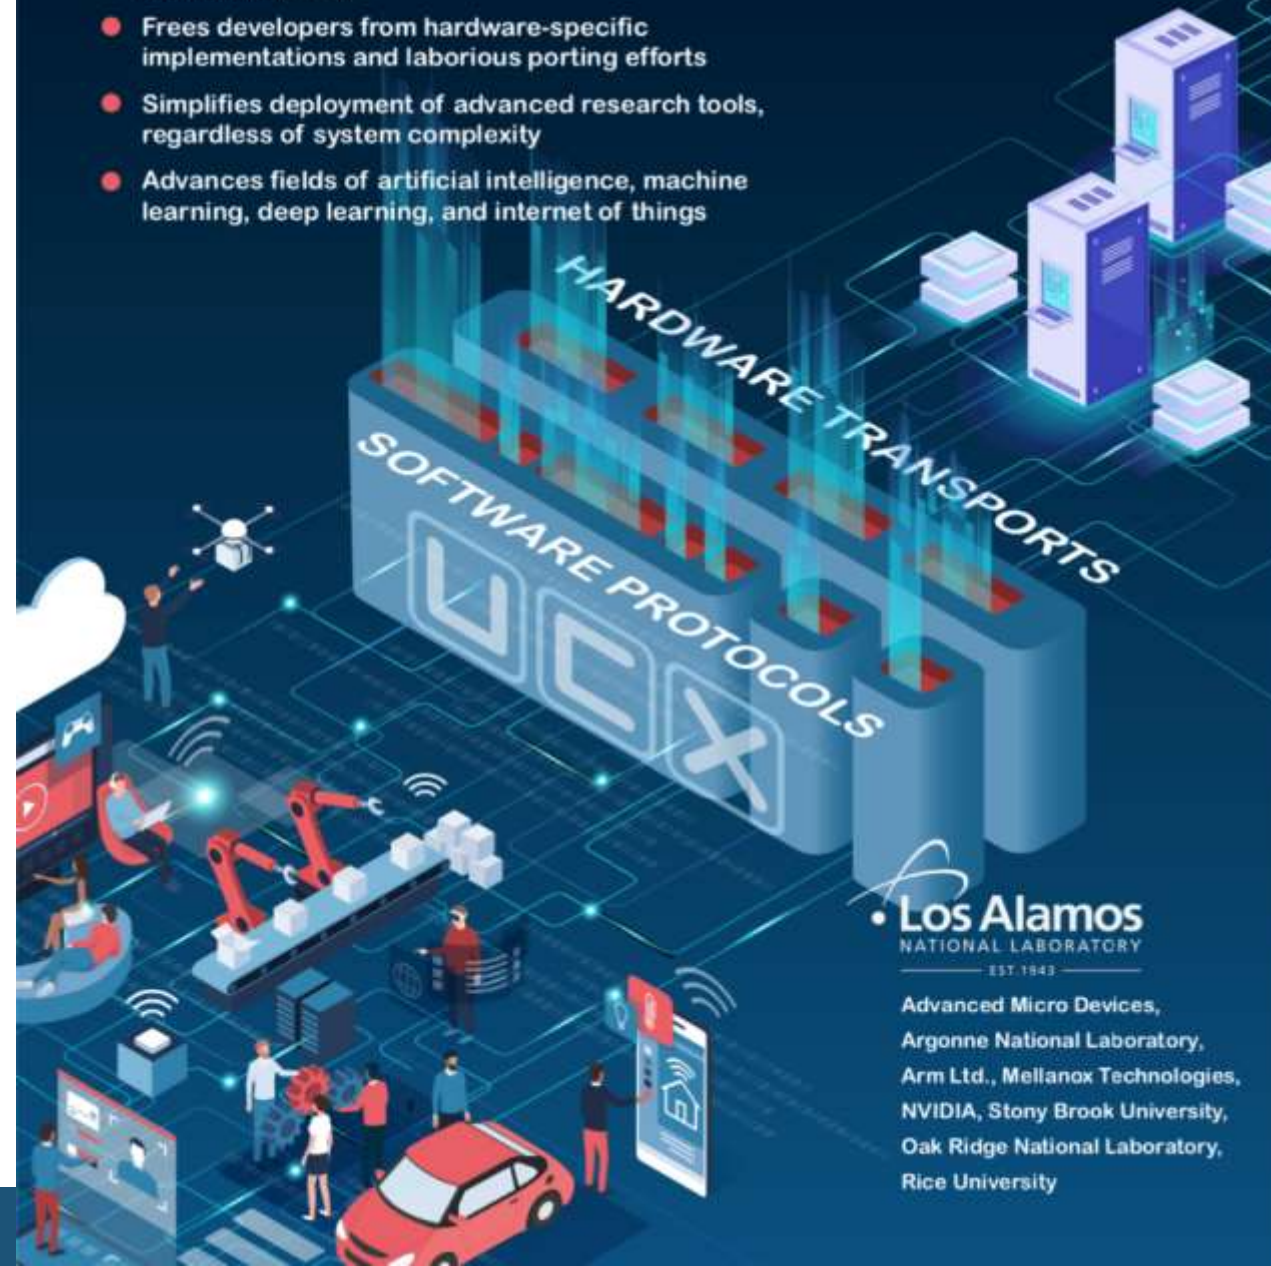 Frees developers from hardware-specific
implementations and laborious porting efforts
Simplifies deployment of advanced research tools,
regardless of system complexity
Advances fields of artificial intelligence, machine
learning, deep learning, and internet of things
HARDWARE TRANSPORTS
SOFTWARE PROTOCOLS
UCX
Los Alamos
NATIONAL LABORATORY
EST. 1943
Advanced Micro Devices,
Argonne National Laboratory,
Arm Ltd., Mellanox Technologies,
NVIDIA, Stony Brook University,
Oak Ridge National Laboratory,
Rice University